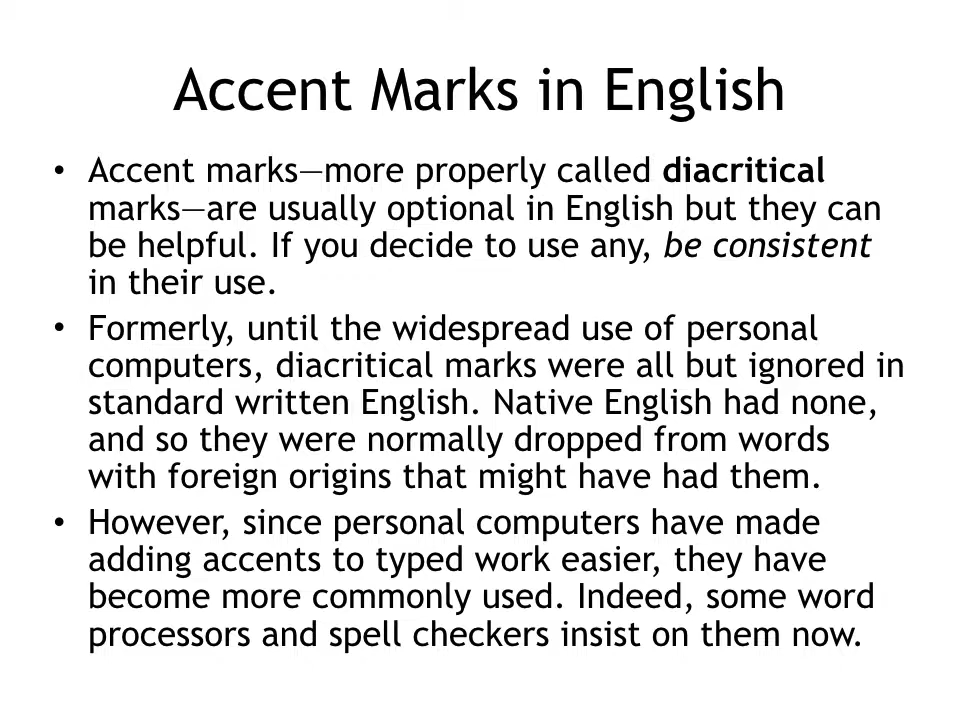 Accent Marks in English
• Accent marks—more properly called diacritical
marks—are usually optional in English but they can
be helpful. If you decide to use any, be consistent
in their use.
• Formerly, until the widespread use of personal
computers, diacritical marks were all but ignored in
standard written English. Native English had none,
and so they were normally dropped from words
with foreign origins that might have had them.
• However, since personal computers have made
adding accents to typed work easier, they have
become more commonly used. Indeed, some word
processors and spell checkers insist on them now.